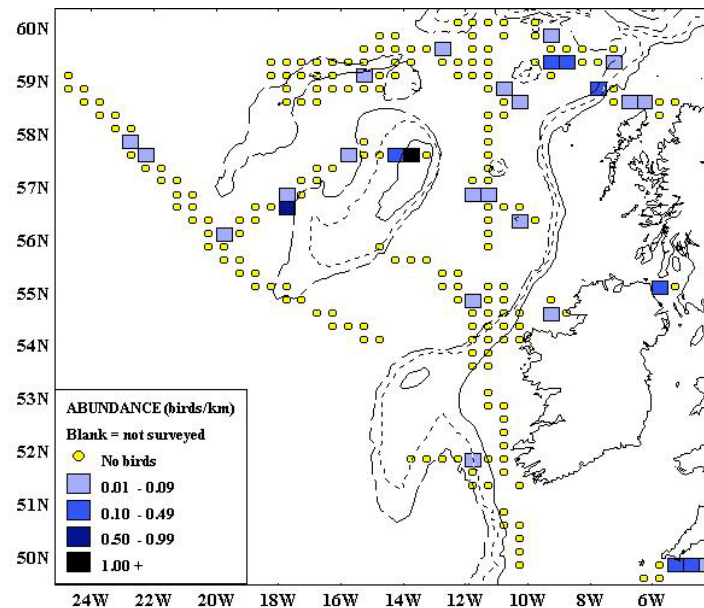 60N
59N
58N
57N
56N
55N
54N
53N
52N
51N
50N
ABUNDANCE (birds/km)
Blank = not surveyed
No birds
0.01 - 0.09
0.10 - 0.49
0.50 - 0.99
1.00 +
24W 22W 20W 18W 16W 14W 12W 10W 8W 6W